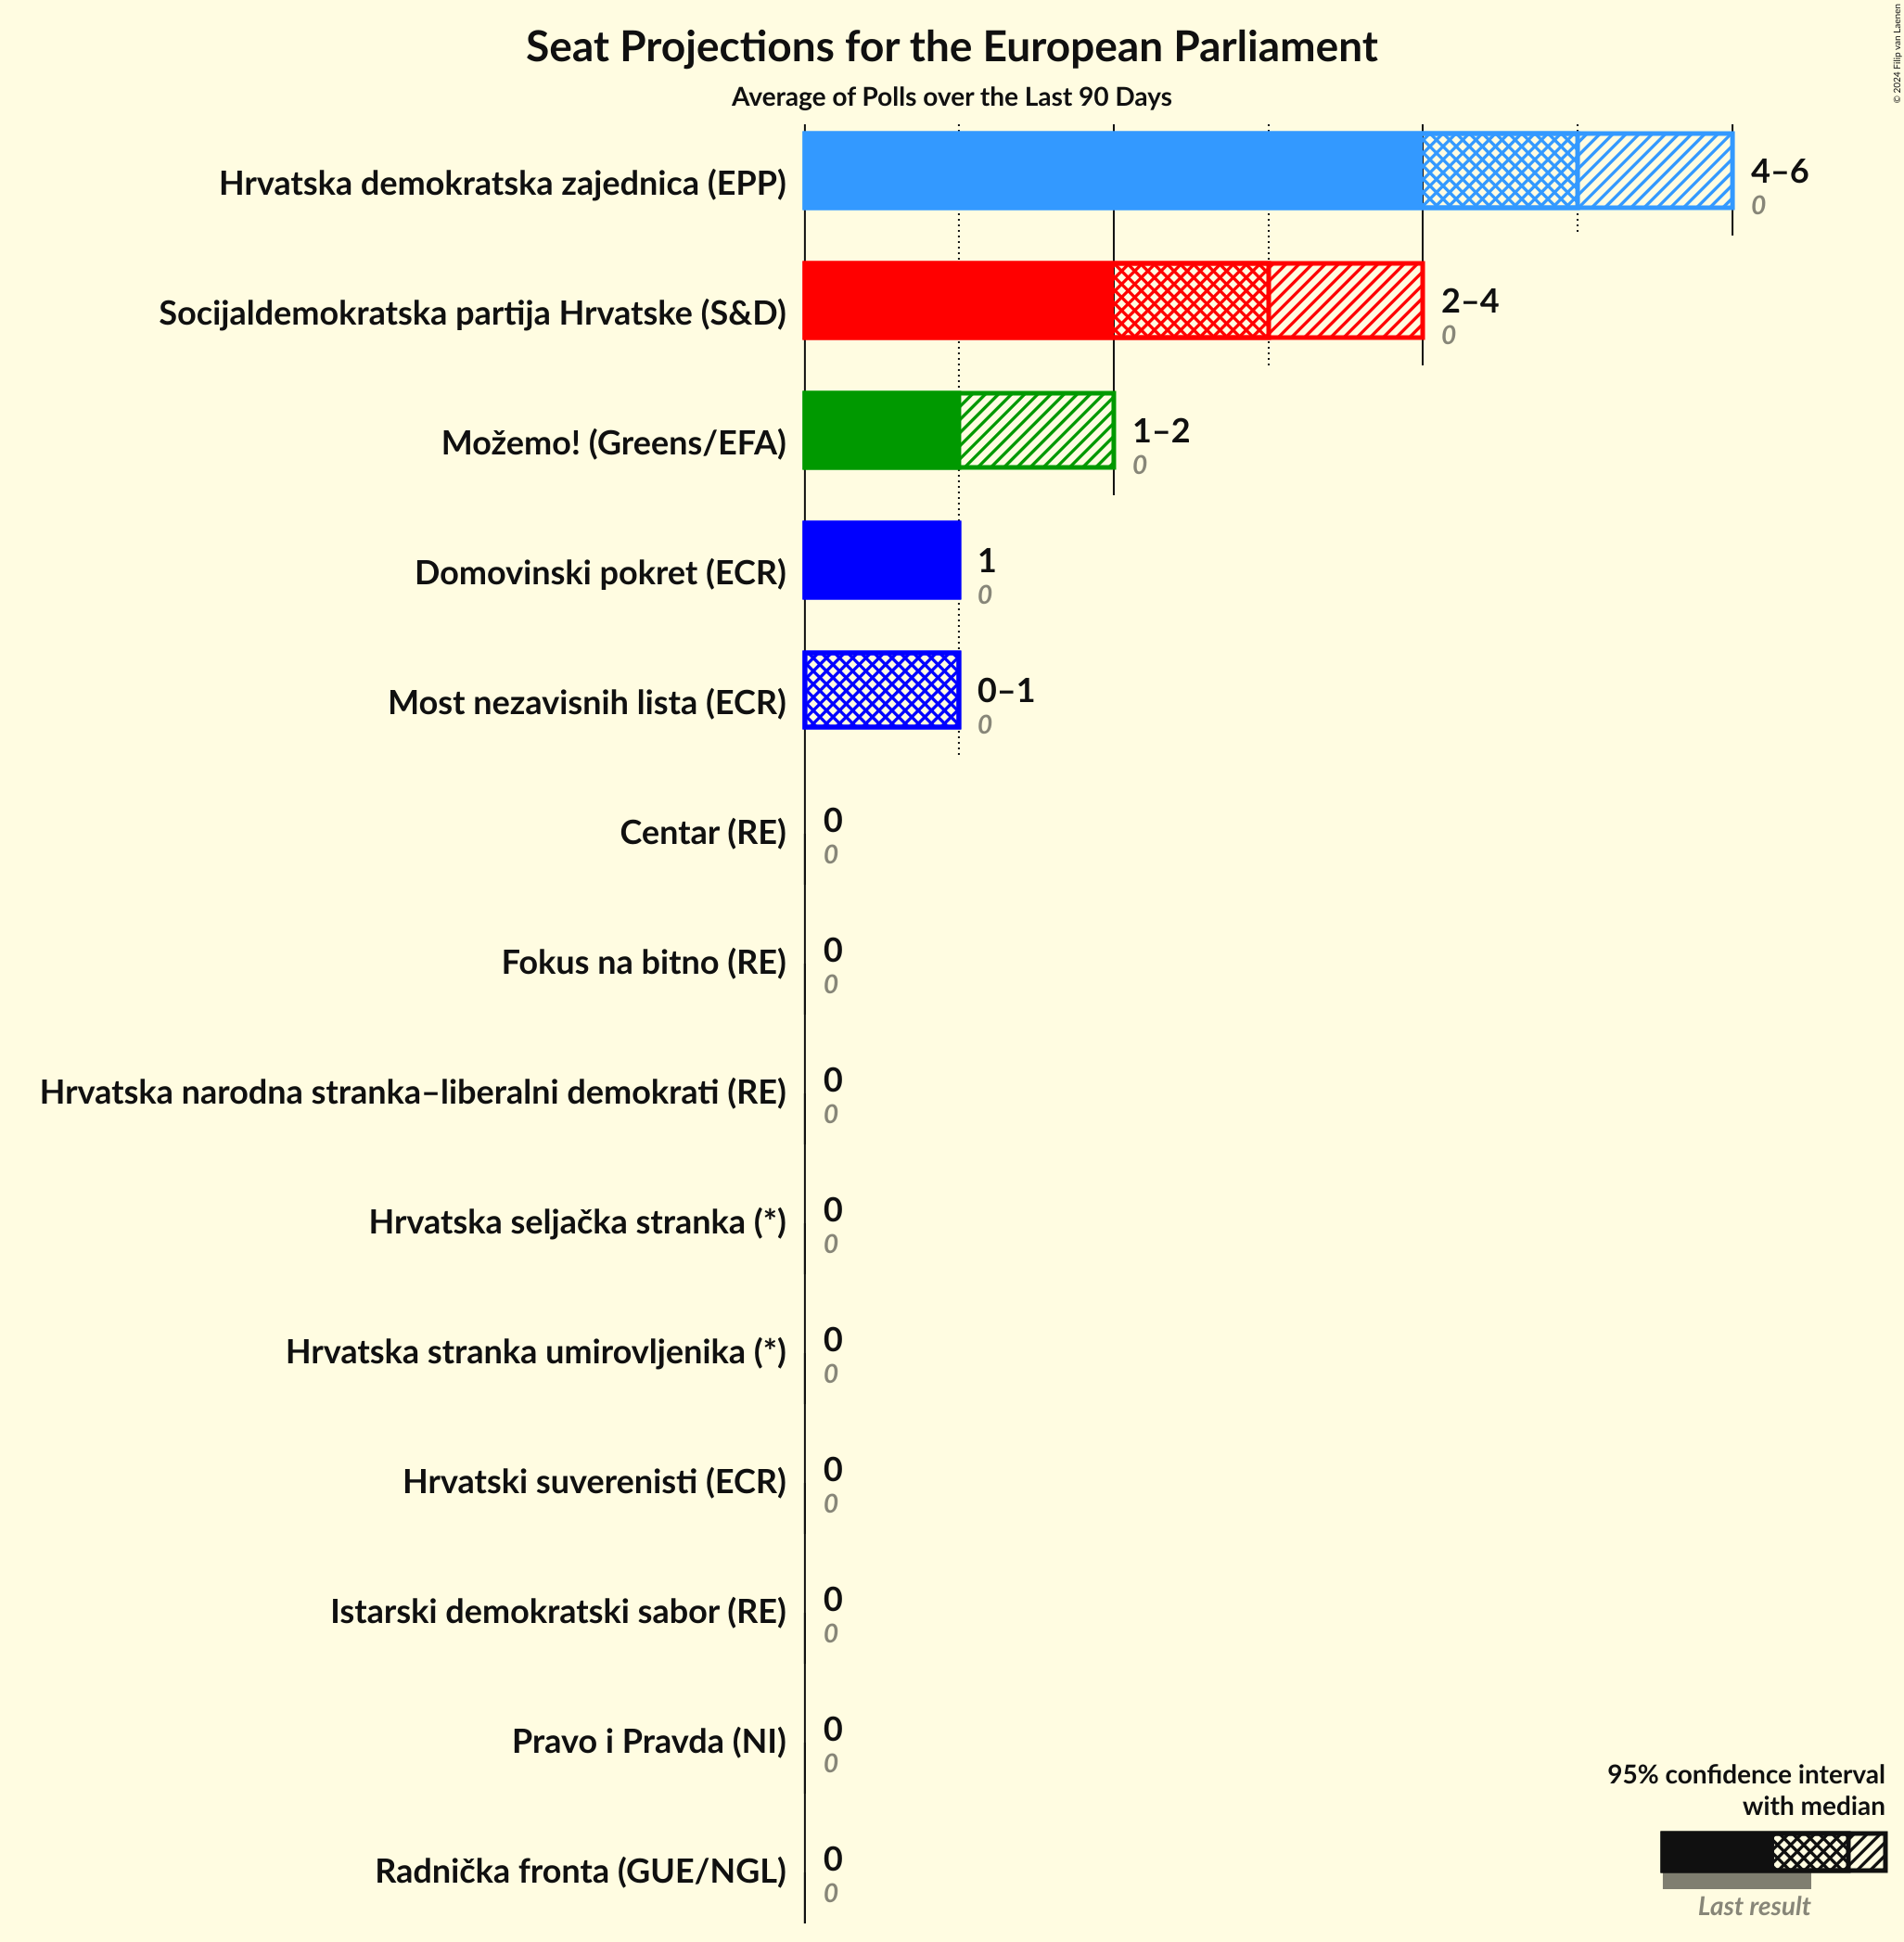 Seat Projections for the European Parliament
Average of Polls over the Last 90 Days
© 2024 Filip van Laenen
Hrvatska demokratska zajednica (EPP)
4–6
0
Socijaldemokratska partija Hrvatske (S&D)
2–4
0
Možemo! (Greens/EFA)
1–2
0
Domovinski pokret (ECR)
1
0
Most nezavisnih lista (ECR)
0–1
0
Centar (RE)
0
0
Fokus na bitno (RE)
0
0
Hrvatska narodna stranka–liberalni demokrati (RE)
0
0
Hrvatska seljačka stranka (*)
0
0
Hrvatska stranka umirovljenika (*)
0
0
Hrvatski suverenisti (ECR)
0
0
Istarski demokratski sabor (RE)
0
0
Pravo i Pravda (NI)
0
0
Radnička fronta (GUE/NGL)
0
0
95% confidence interval
with median
Last result